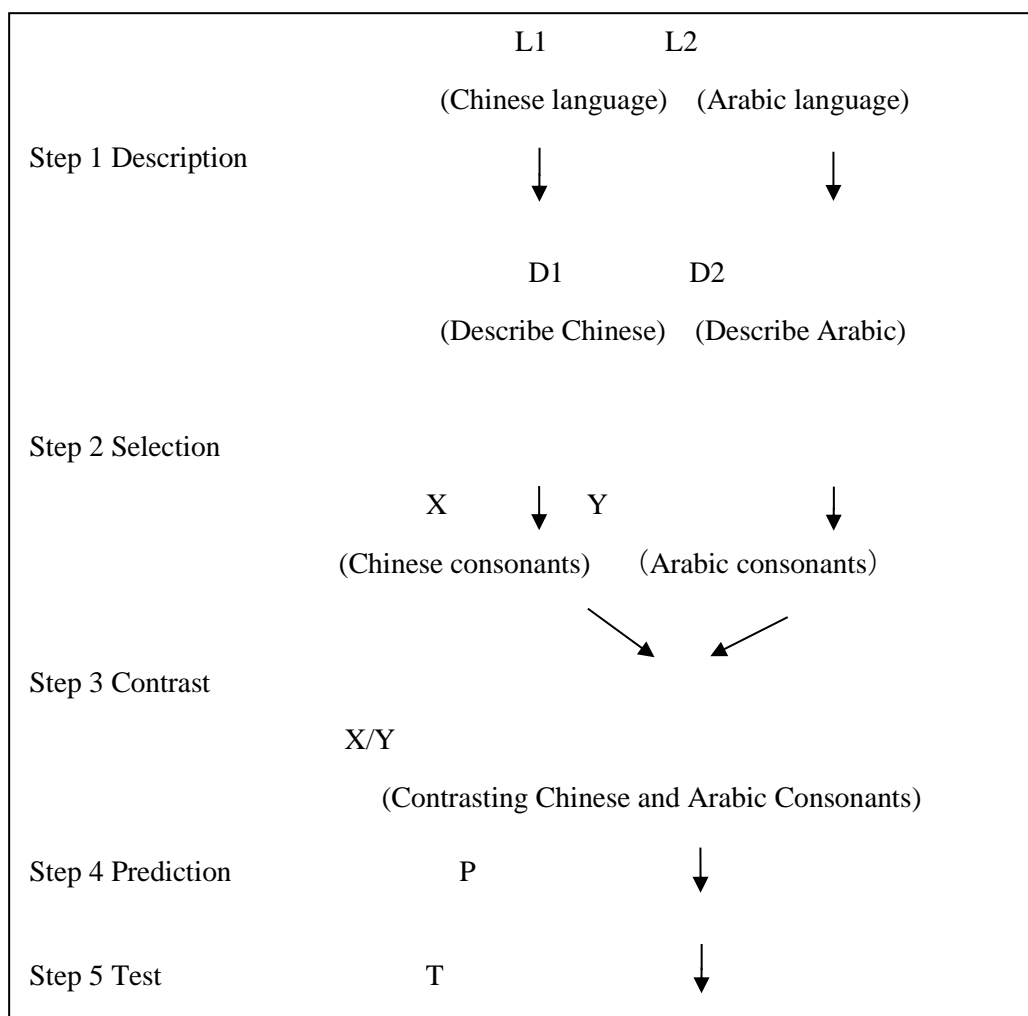 L1 L2
(Chinese language) (Arabic language)
Step 1 Description
D1 D2
(Describe Chinese) (Describe Arabic)
Step 2 Selection
X Y
(Chinese consonants) （Arabic consonants）
Step 3 Contrast
X/Y
(Contrasting Chinese and Arabic Consonants)
Step 4 Prediction P
Step 5 Test T